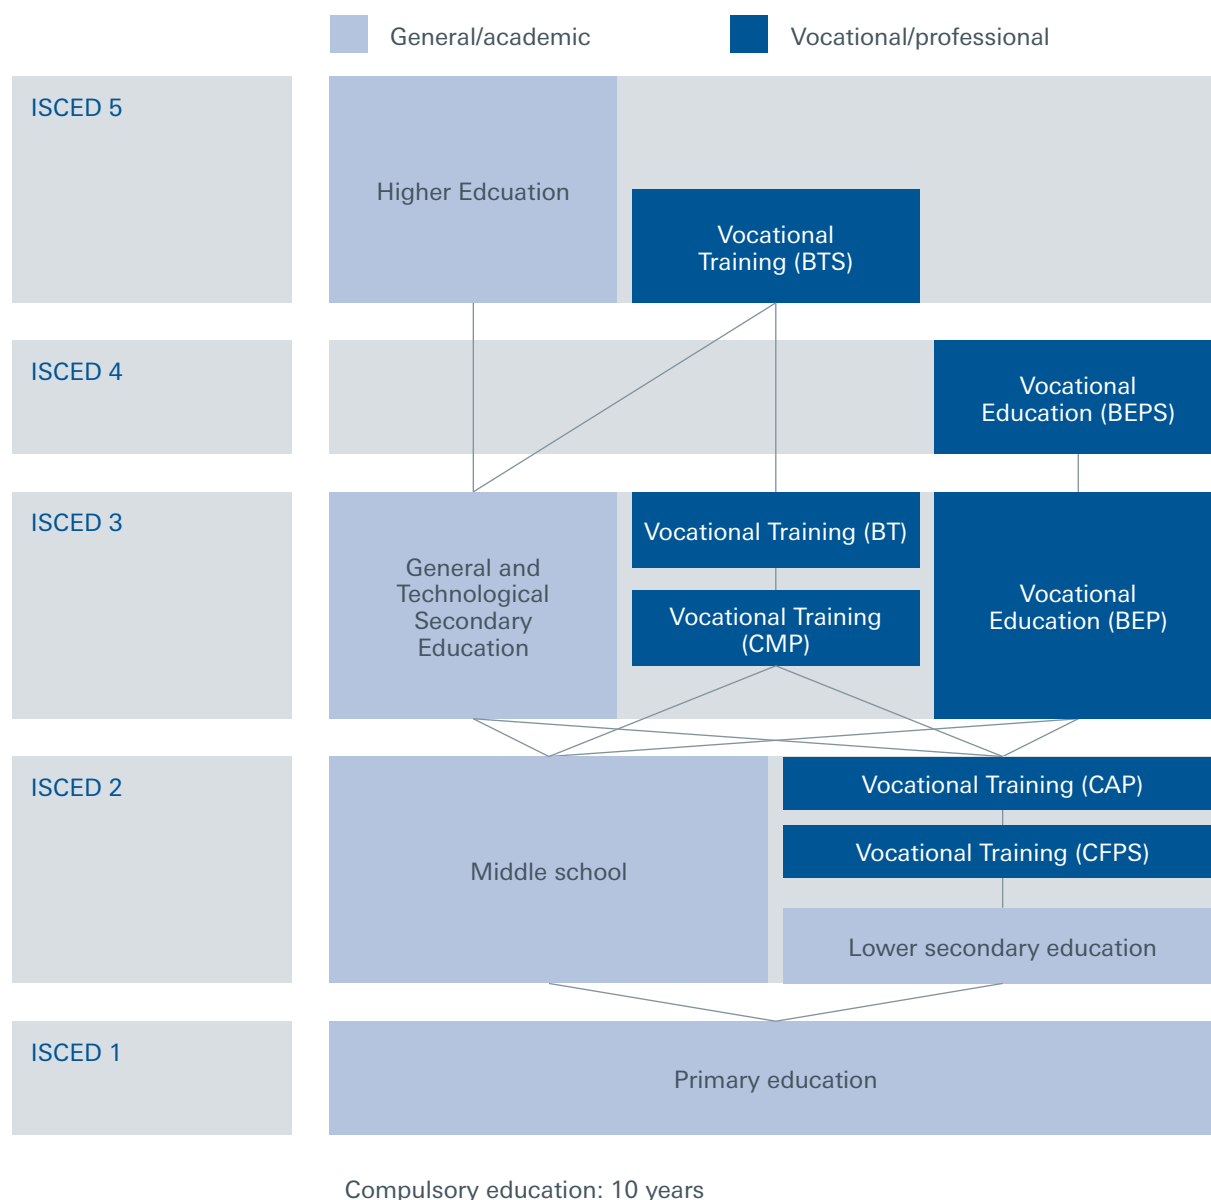 General/academic
Vocational/professional
ISCED 5
Higher Edcuation
Vocational
Training (BTS)
ISCED 4
Vocational
Education (BEPS)
ISCED 3
General and
Technological
Secondary
Education
Vocational Training (BT)
Vocational Training
(CMP)
Vocational
Education (BEP)
ISCED 2
Middle school
Vocational Training (CAP)
Vocational Training (CFPS)
Lower secondary education
ISCED 1
Primary education
Compulsory education: 10 years